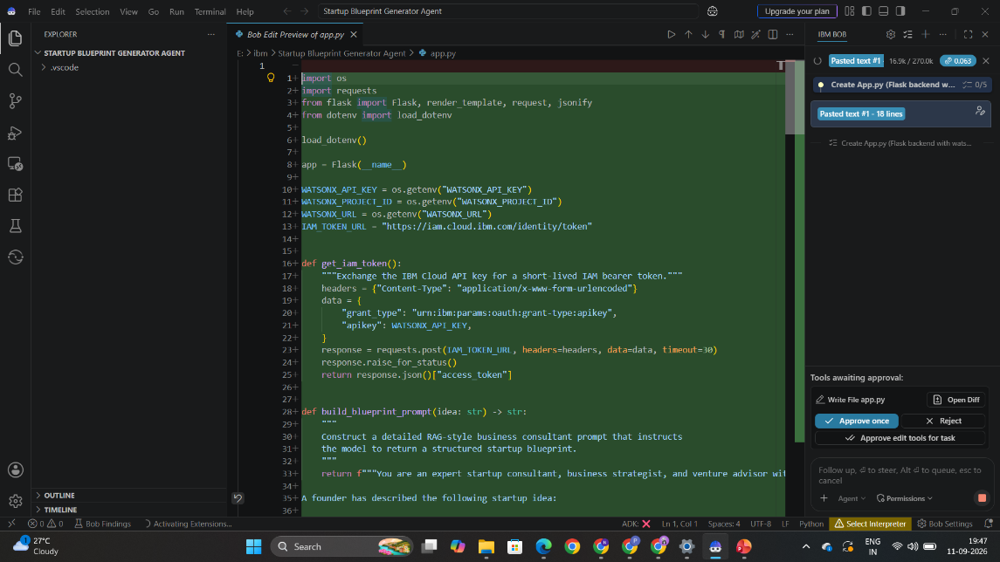 File Edit Selection View Go Run Terminal Help
Startup Blueprint Generator Agent
Upgrade your plan
EXPLORER
STARTUP BLUEPRINT GENERATOR AGENT
.vscode
OUTLINE
TIMELINE
Bob Edit Preview of app.py
E: > ibm > Startup Blueprint Generator Agent > app.py
1 -
1+ import os
2+ import requests
3+ from flask import Flask, render_template, request, jsonify
4+ from dotenv import load_dotenv
5+
6+ load_dotenv()
7+
8+ app = Flask(__name__)
9+
10+ WATSONX_API_KEY = os.getenv("WATSONX_API_KEY")
11+ WATSONX_PROJECT_ID = os.getenv("WATSONX_PROJECT_ID")
12+ WATSONX_URL = os.getenv("WATSONX_URL")
13+ IAM_TOKEN_URL = "https://iam.cloud.ibm.com/identity/token"
14+
15+
16+ def get_iam_token():
17+ """Exchange the IBM Cloud API key for a short-lived IAM bearer token."""
18+ headers = {"Content-Type": "application/x-www-form-urlencoded"}
19+ data = {
20+ "grant_type": "urn:ibm:params:oauth:grant-type:apikey",
21+ "apikey": WATSONX_API_KEY,
22+ }
23+ response = requests.post(IAM_TOKEN_URL, headers=headers, data=data, timeout=30)
24+ response.raise_for_status()
25+ return response.json()["access_token"]
26+
27+
28+ def build_blueprint_prompt(idea: str) -> str:
29+ """
30+ Construct a detailed RAG-style business consultant prompt that instructs
31+ the model to return a structured startup blueprint.
32+ """
33+ return f"""You are an expert startup consultant, business strategist, and venture advisor wit
34+
35+ A founder has described the following startup idea:
36+
IBM BOB
Pasted text #1 16.9k / 270.0k 0.063
Create App.py (Flask backend w... 0/5
Pasted text #1 - 18 lines
Create App.py (Flask backend with wats...
Tools awaiting approval:
Write File app.py Open Diff
Approve once Reject
Approve edit tools for task
Follow up, ⏎ to steer, Alt ⏎ to queue, esc to
cancel
Agent Permissions
0 0 Bob Findings Activating Extensions... ADK: Ln 1, Col 1 Spaces: 4 UTF-8 LF Python Select Interpreter Bob Settings
27°C
Cloudy
Search
ENG
IN
19:47
11-09-2026